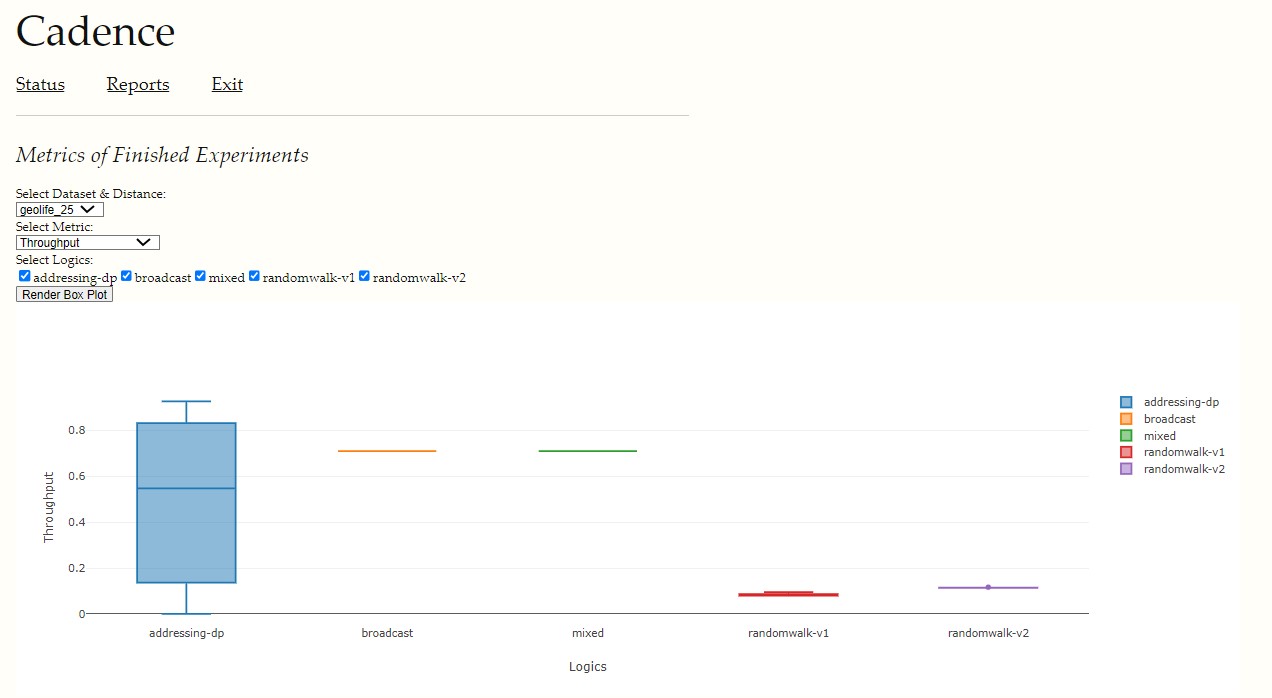 Cadence
Status Reports Exit
Metrics of Finished Experiments
Select Dataset & Distance:
geolife_25
Select Metric:
Throughput
Select Logics:
addressing-dp broadcast mixed randomwalk-v1 randomwalk-v2
Render Box Plot
addressing-dp
broadcast
mixed
randomwalk-v1
randomwalk-v2
Throughput
0.8
0.6
0.4
0.2
0
addressing-dp broadcast mixed randomwalk-v1 randomwalk-v2
Logics